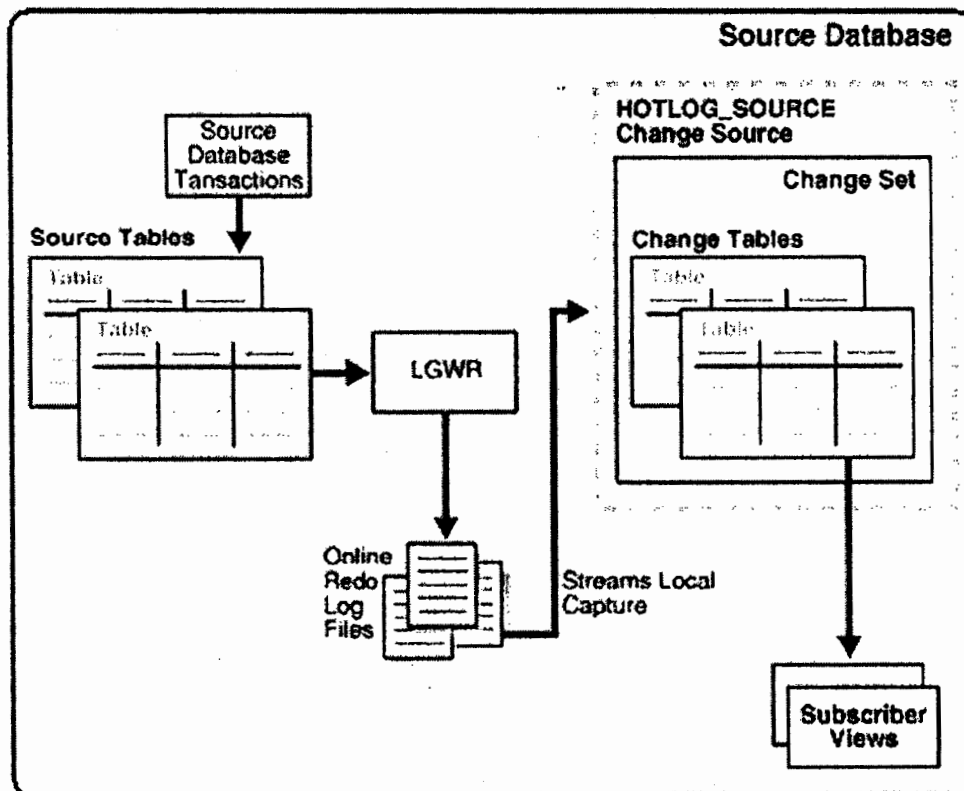 Source Database
HOTLOG_SOURCE
Change Source
Source
Database
Tansactions
Change Set
Source Tables
Change Tables
Table
Table
Table
Table
LGWR
Online
Redo
Log
Files
Streams Local
Capture
Subscriber
Views